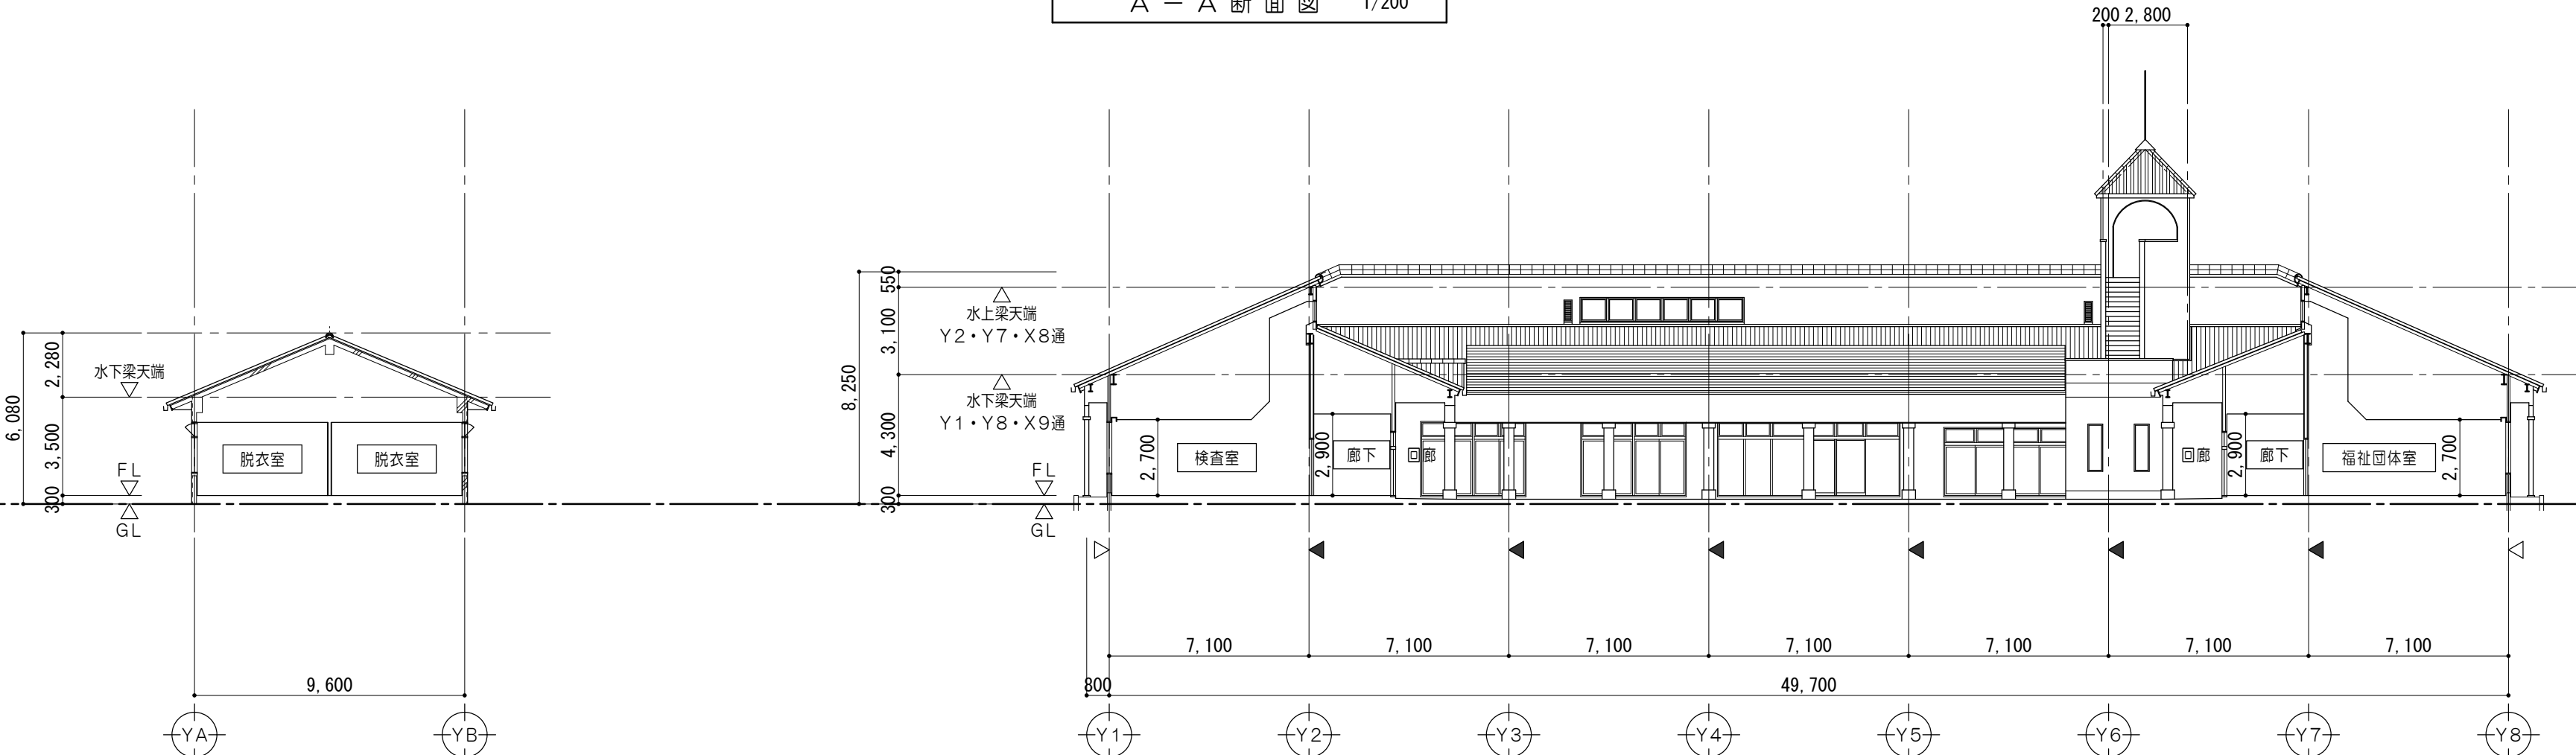 A－A断面図 1/200
200 2,800
550
水上梁天端
Y2・Y7・X8通
3,100
8,250
水下梁天端
Y1・Y8・X9通
4,300
300
FL
GL
2,280
水下梁天端
6,080
3,500
300
FL
GL
脱衣室
脱衣室
2,700
検査室
2,900
廊下
回廊
回廊
2,900
廊下
福祉団体室
2,700
7,100
7,100
7,100
7,100
7,100
7,100
7,100
9,600
800
49,700
YA
YB
Y1
Y2
Y3
Y4
Y5
Y6
Y7
Y8